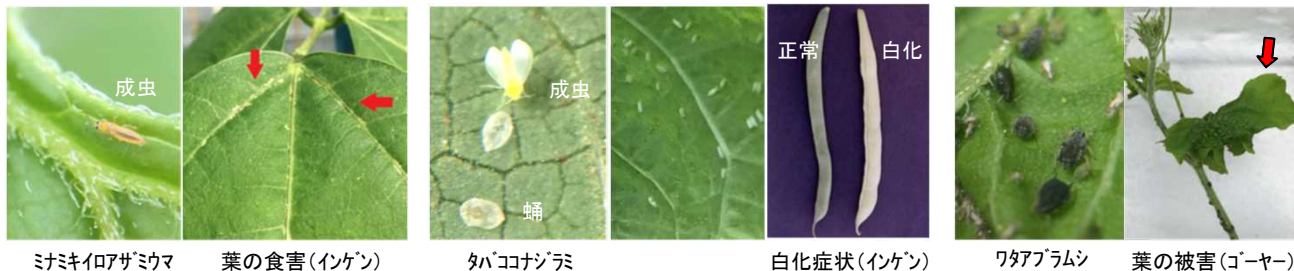 成虫
成虫
蛹
正常
白化
ﾐﾅﾐｷｲﾛｱｻﾞﾐｳﾏ
葉の食害(ｲﾝｹﾞﾝ)
ﾀﾊﾞｺｺﾅｼﾞﾗﾐ
白化症状(ｲﾝｹﾞﾝ)
ﾜﾀｱﾌﾞﾗﾑｼ
葉の被害(ｺﾞｰﾔｰ)